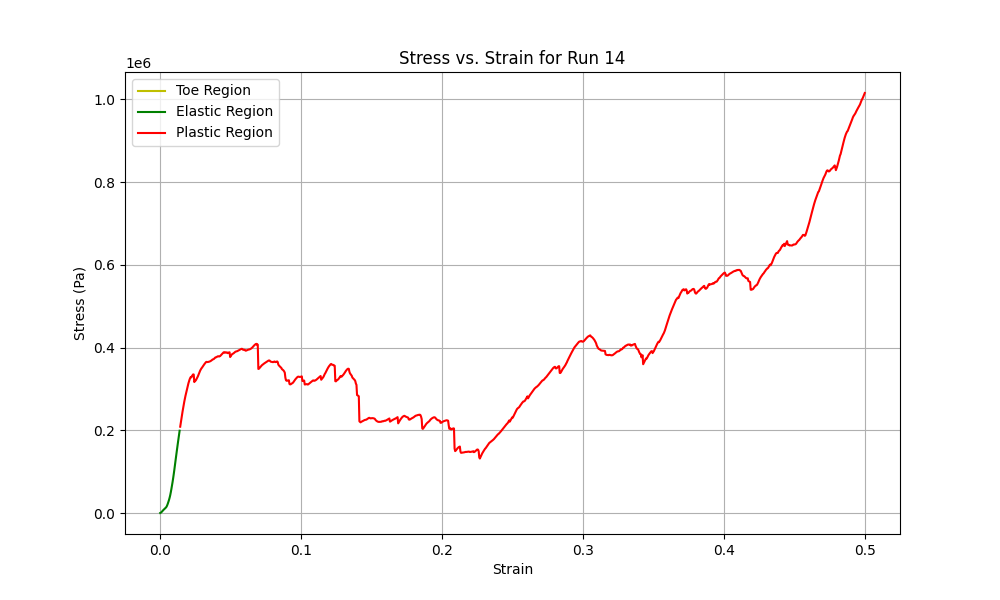 Stress vs. Strain for Run 14
1e6
Toe Region
Elastic Region
Plastic Region
1.0
0.8
0.6
0.4
0.2
0.0
Stress (Pa)
0.0 0.1 0.2 0.3 0.4 0.5
Strain